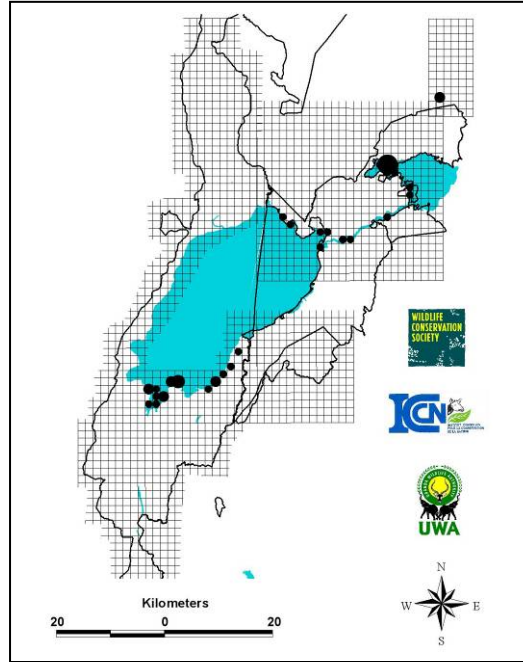 WILDLIFE
CONSERVATION
SOCIETY
ICCN
UWA
N
W
E
S
Kilometers
20
0
20